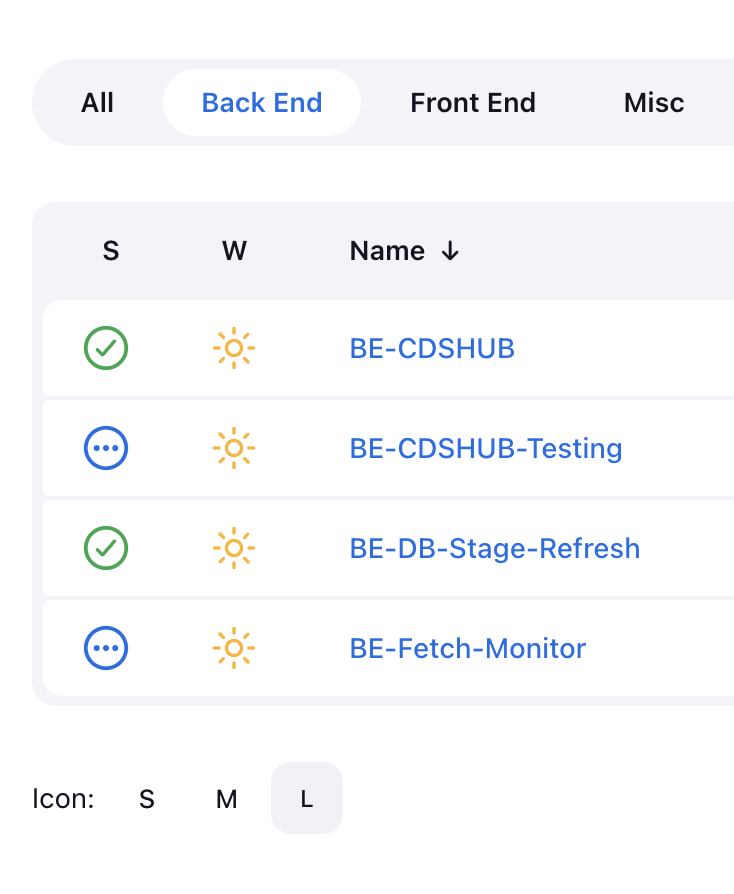 All Back End Front End Misc
S W Name ↓
BE-CDSHUB
BE-CDSHUB-Testing
BE-DB-Stage-Refresh
BE-Fetch-Monitor
Icon: S M L